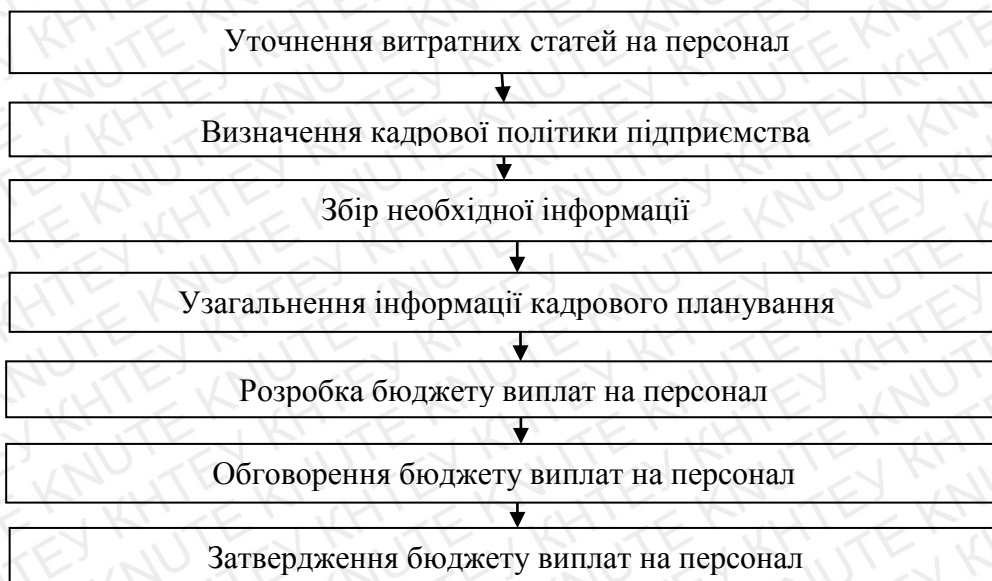 Уточнення витратних статей на персонал
Визначення кадрової політики підприємства
Збір необхідної інформації
Узагальнення інформації кадрового планування
Розробка бюджету виплат на персонал
Обговорення бюджету виплат на персонал
Затвердження бюджету виплат на персонал